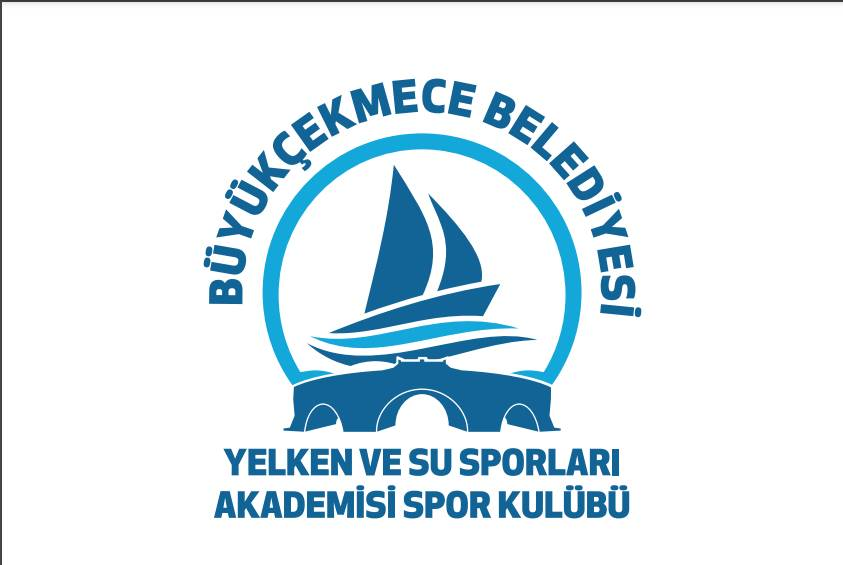 BÜYÜKÇEKMECE BELEDİYESİ
YELKEN VE SU SPORLARI
AKADEMİSİ SPOR KULÜBÜ